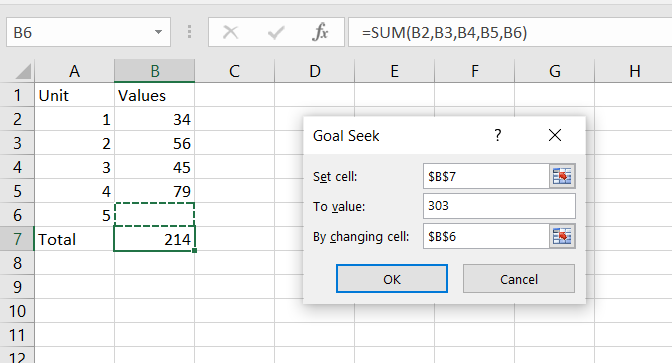 B6 fx =SUM(B2,B3,B4,B5,B6)
A B C D E F G H
1 Unit Values
2 1 34
3 2 56
4 3 45
5 4 79
6 5
7 Total 214
8
9
10
11
12
Goal Seek ?
Set cell: $B$7
To value: 303
By changing cell: $B$6
OK Cancel